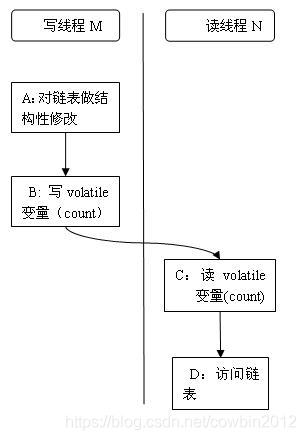 写线程 M
读线程 N
A：对链表做结
构性修改
B: 写 volatile
变量（count）
C：读 volatile
变量(count)
D：访问链
表
https://blog.csdn.net/cowbin2012